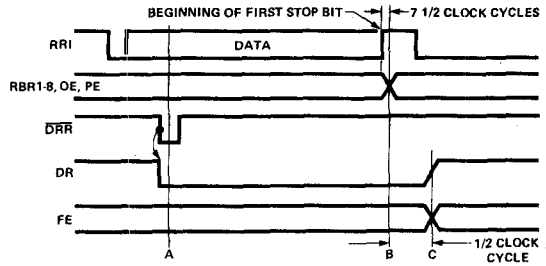 BEGINNING OF FIRST STOP BIT
7 1/2 CLOCK CYCLES
RRI
DATA
RBR1-8, OE, PE
DRR
DR
FE
A
B
C
1/2 CLOCK
CYCLE